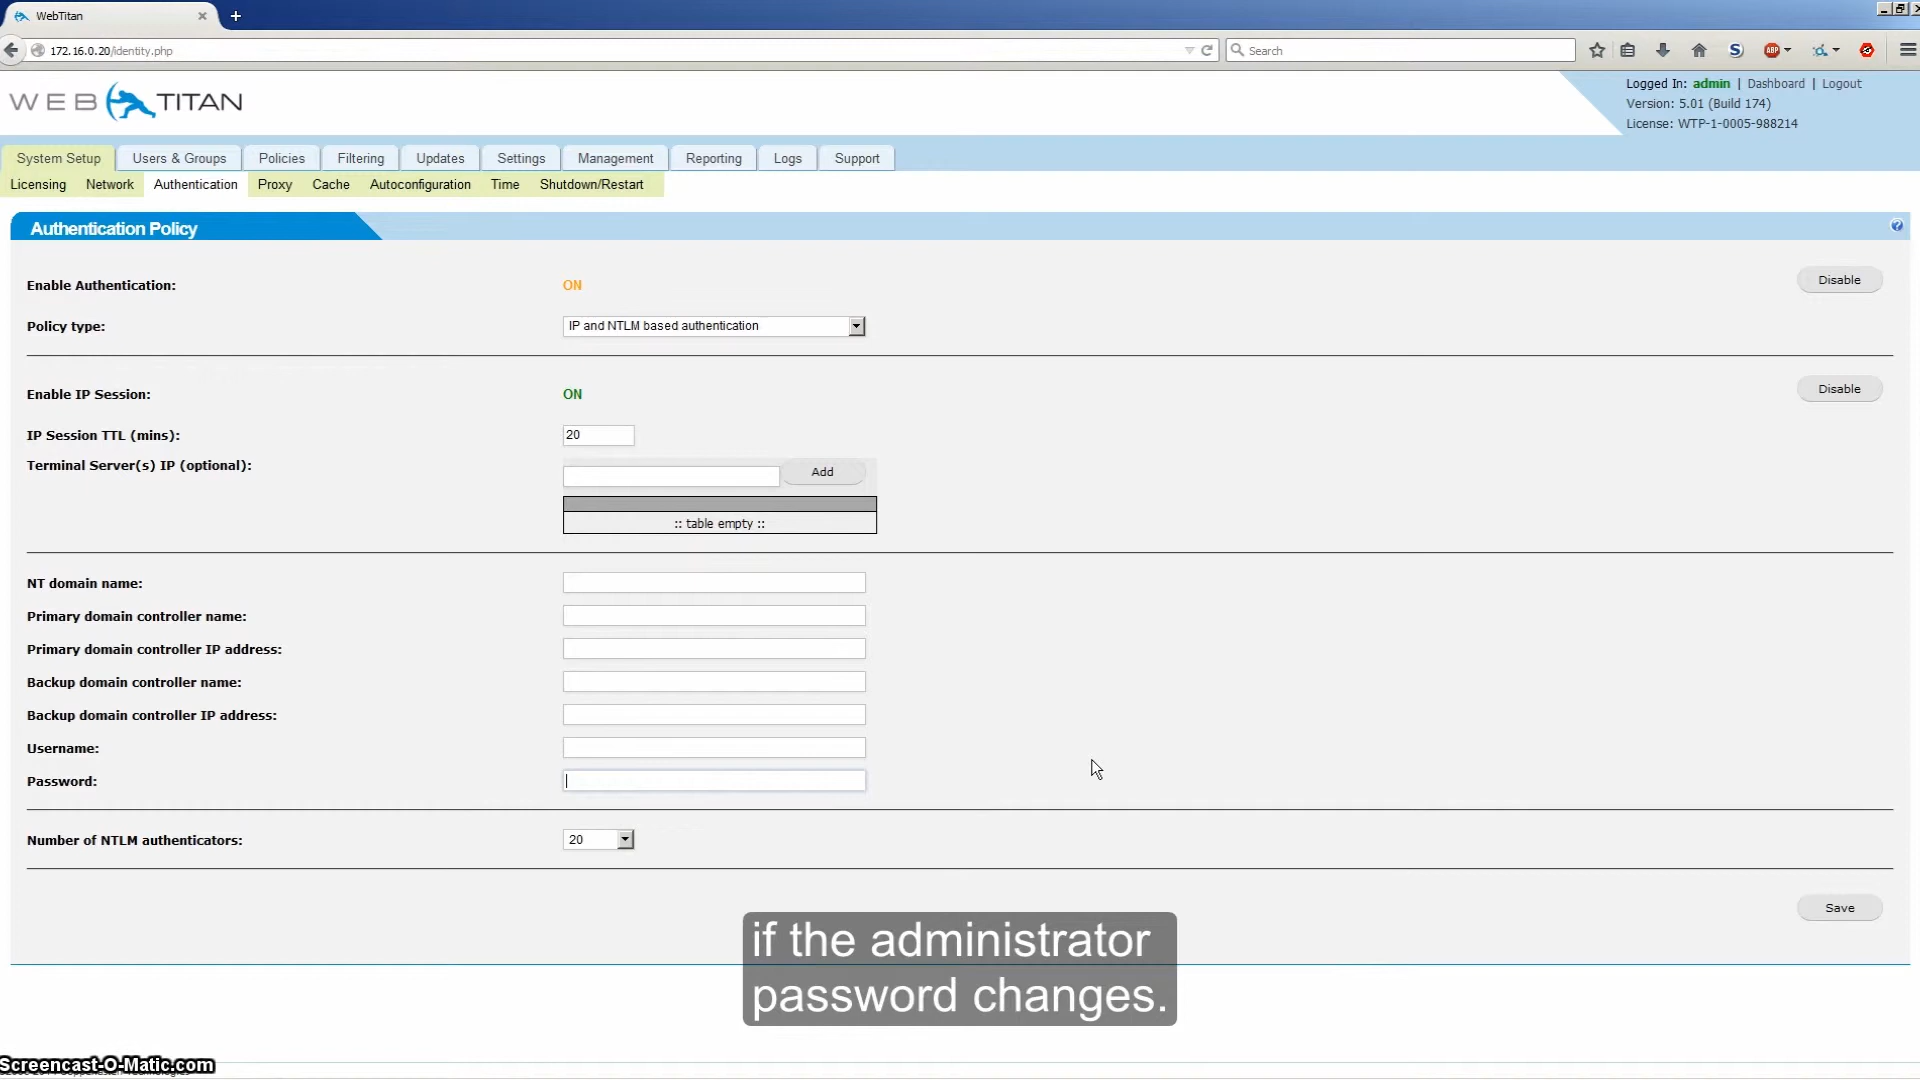 WebTitan
172.16.0.20/identity.php
Search
ABP
WEB TITAN
Logged In: admin | Dashboard | Logout
Version: 5.01 (Build 174)
License: WTP-1-0005-988214
System Setup
Users & Groups
Policies
Filtering
Updates
Settings
Management
Reporting
Logs
Support
Licensing
Network
Authentication
Proxy
Cache
Autoconfiguration
Time
Shutdown/Restart
Authentication Policy
Enable Authentication:
ON
Disable
Policy type:
IP and NTLM based authentication
Enable IP Session:
ON
Disable
IP Session TTL (mins):
20
Terminal Server(s) IP (optional):
Add
:: table empty ::
NT domain name:
Primary domain controller name:
Primary domain controller IP address:
Backup domain controller name:
Backup domain controller IP address:
Username:
Password:
Number of NTLM authenticators:
20
Save
if the administrator
password changes.
Screencast-O-Matic.com